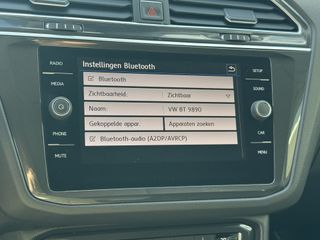 Instellingen Bluetooth
RADIO
MEDIA
PHONE
MUTE
Bluetooth
Zichtbaarheid: Zichtbaar
Naam: VW BT 9890
Gekoppelde appar. Apparaten zoeken
Bluetooth-audio (A2DP/AVRCP)
SETUP
SOUND
CAR
MENU